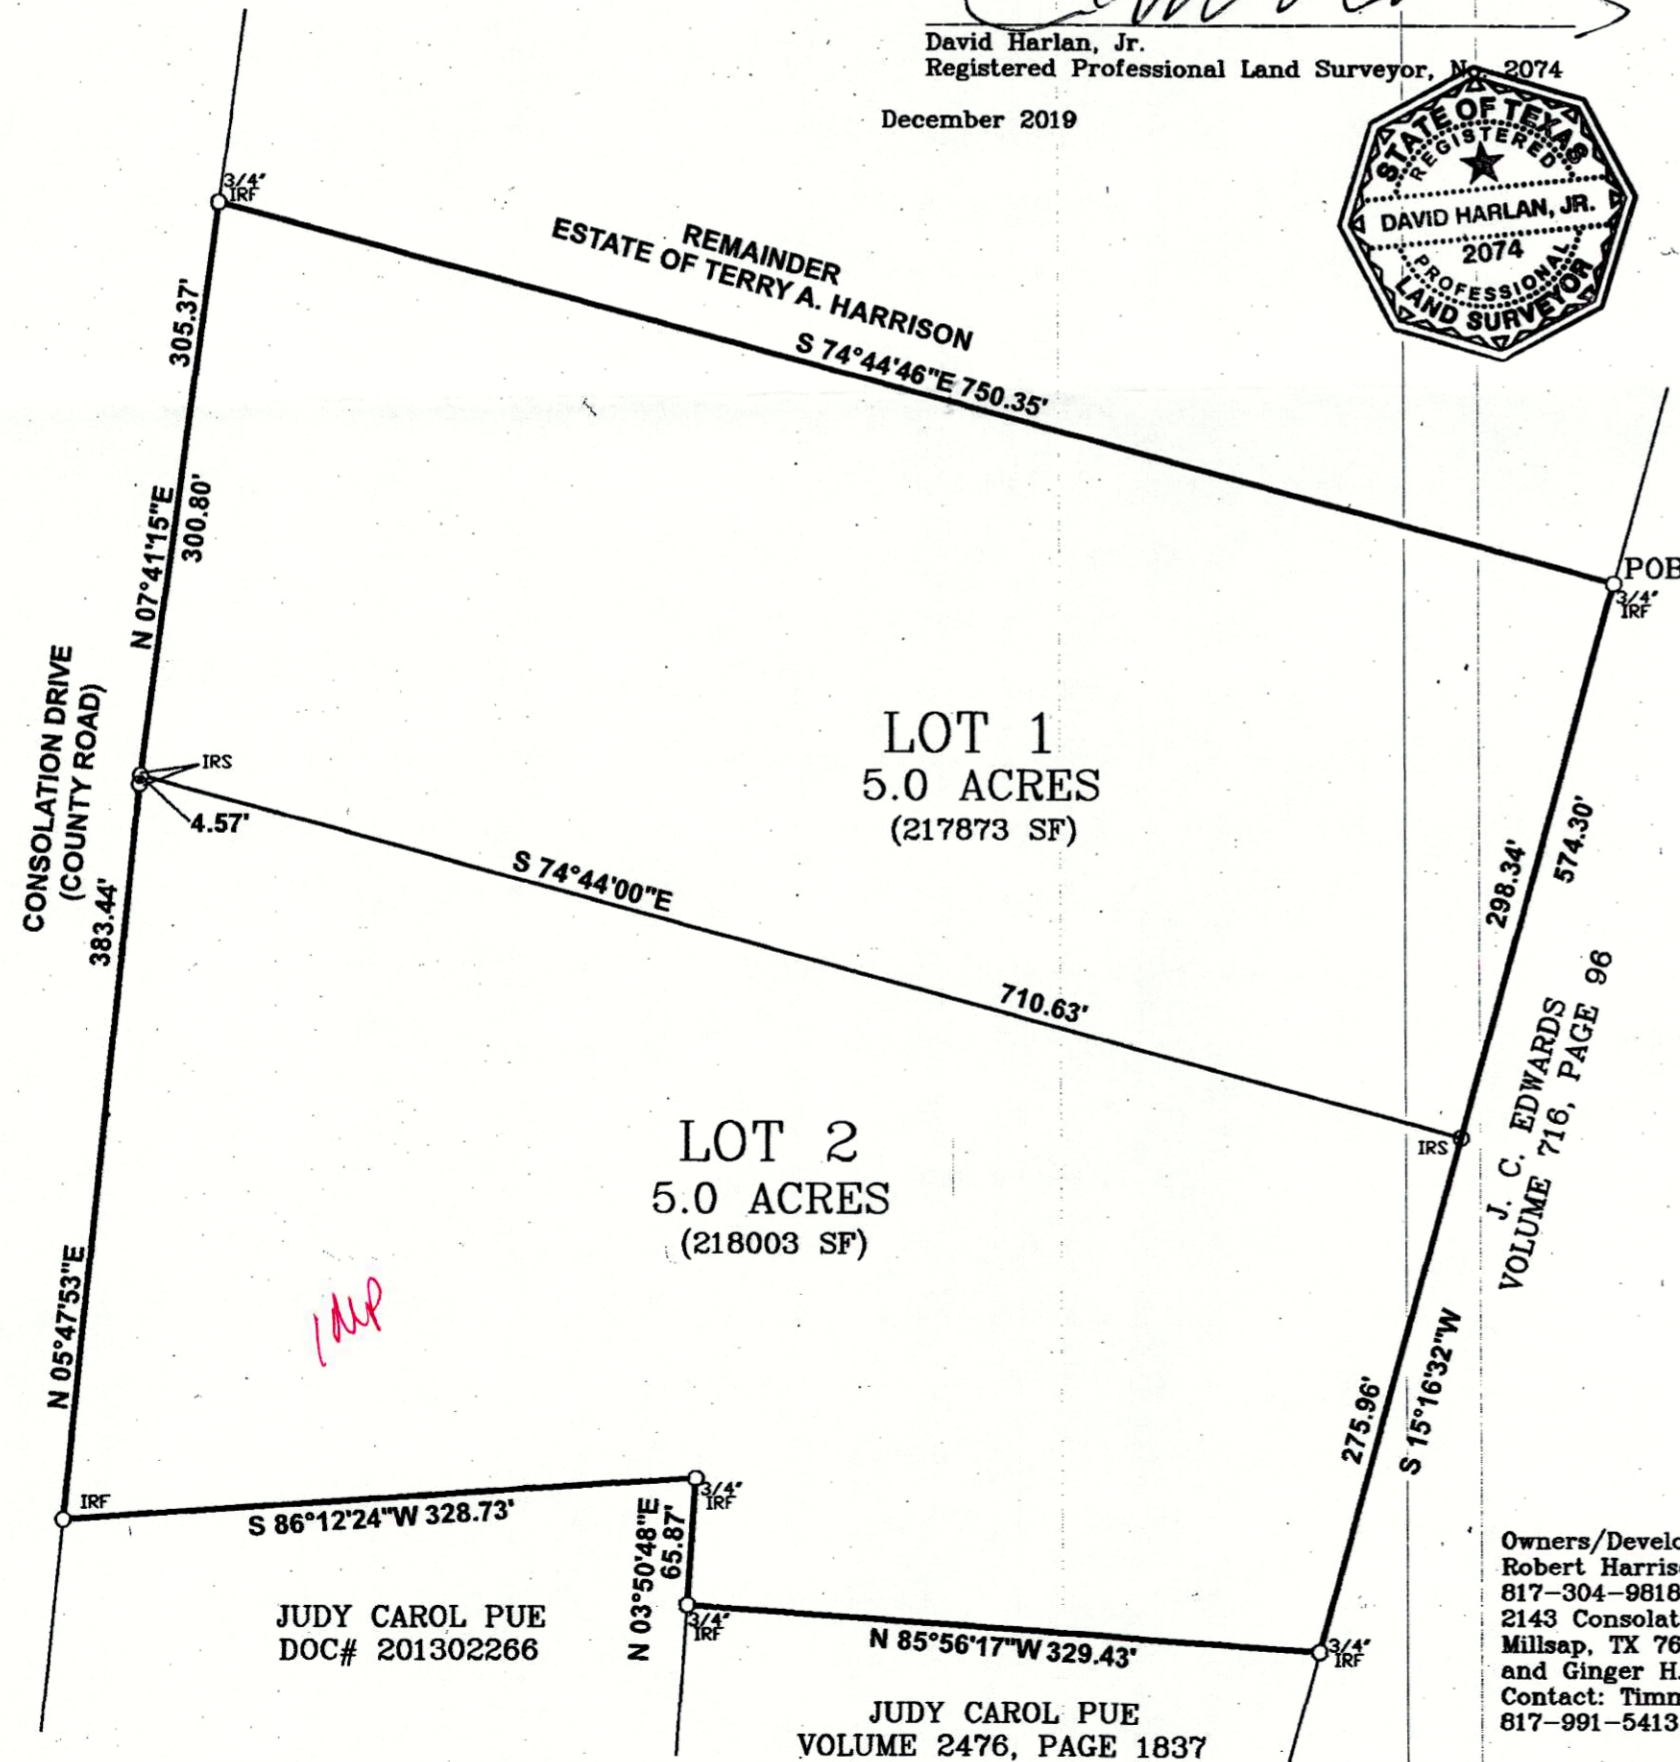 David Harlan, Jr.
Registered Professional Land Surveyor, No. 2074
December 2019
STATE OF TEXAS
REGISTERED
DAVID HARLAN, JR.
2074
PROFESSIONAL
LAND SURVEYOR
3/4"
IRF
REMAINDER
ESTATE OF TERRY A. HARRISON
S 74°44'46"E 750.35'
305.37'
N 07°41'15"E
300.80'
POB
3/4"
IRF
CONSOLATION DRIVE
(COUNTY ROAD)
IRS
4.57'
LOT 1
5.0 ACRES
(217873 SF)
298.34'
574.30'
383.44'
S 74°44'00"E
710.63'
J. C. EDWARDS
VOLUME 716, PAGE 96
IRS
LOT 2
5.0 ACRES
(218003 SF)
N 05°47'53"E
275.96'
S 15°16'32"W
IRF
S 86°12'24"W 328.73'
3/4"
IRF
N 03°50'48"E
65.87'
3/4"
IRF
N 85°56'17"W 329.43'
3/4"
IRF
JUDY CAROL PUE
DOC# 201302266
JUDY CAROL PUE
VOLUME 2476, PAGE 1837
Owners/Develo
Robert Harris
817-304-9818
2143 Consolat
Millsap, TX 76
and Ginger H.
Contact: Timn
817-991-5413